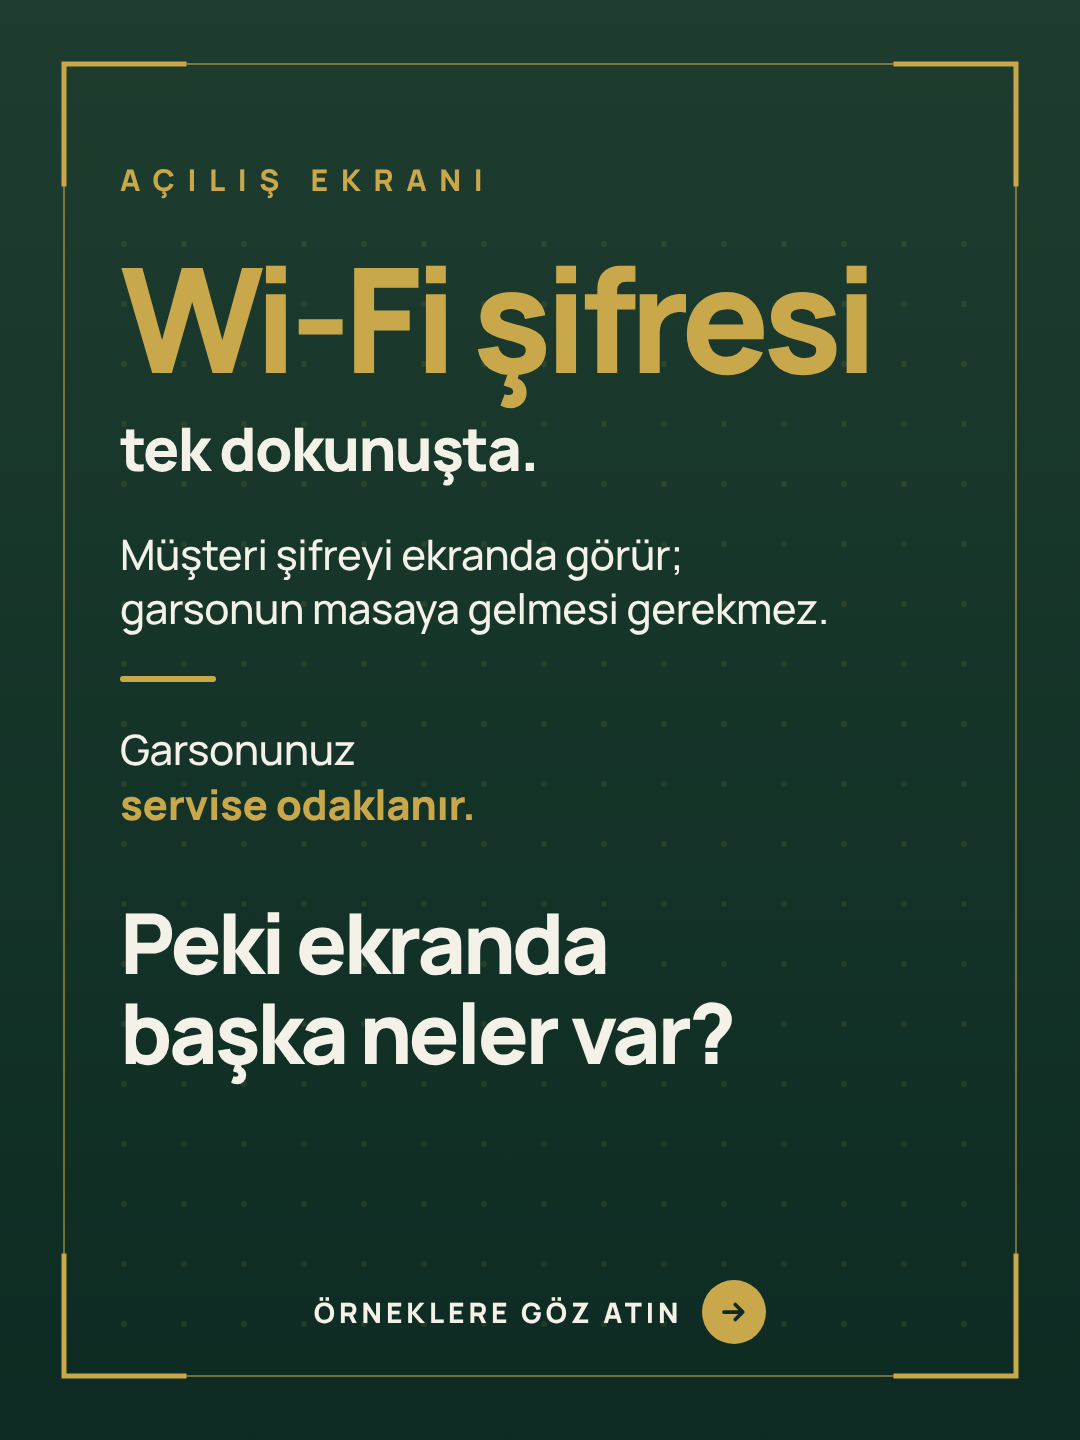 AÇILIŞ EKRANI
Wi-Fi şifresi
tek dokunuşta.
Müşteri şifreyi ekranda görür;
garsonun masaya gelmesi gerekmez.
Garsonunuz
servise odaklanır.
Peki ekranda
başka neler var?
ÖRNEKLERE GÖZ ATIN